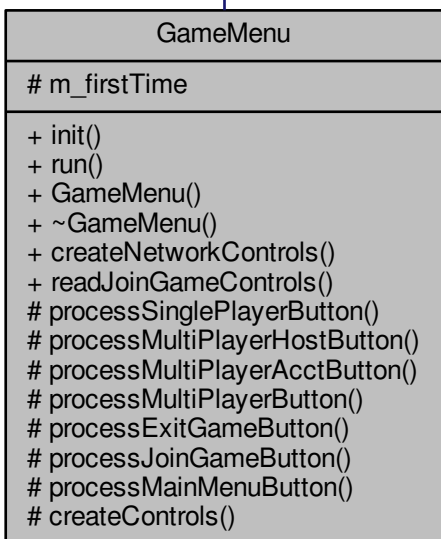 GameMenu
# m_firstTime
+ init()
+ run()
+ GameMenu()
+ ~GameMenu()
+ createNetworkControls()
+ readJoinGameControls()
# processSinglePlayerButton()
# processMultiPlayerHostButton()
# processMultiPlayerAcctButton()
# processMultiPlayerButton()
# processExitGameButton()
# processJoinGameButton()
# processMainMenuButton()
# createControls()